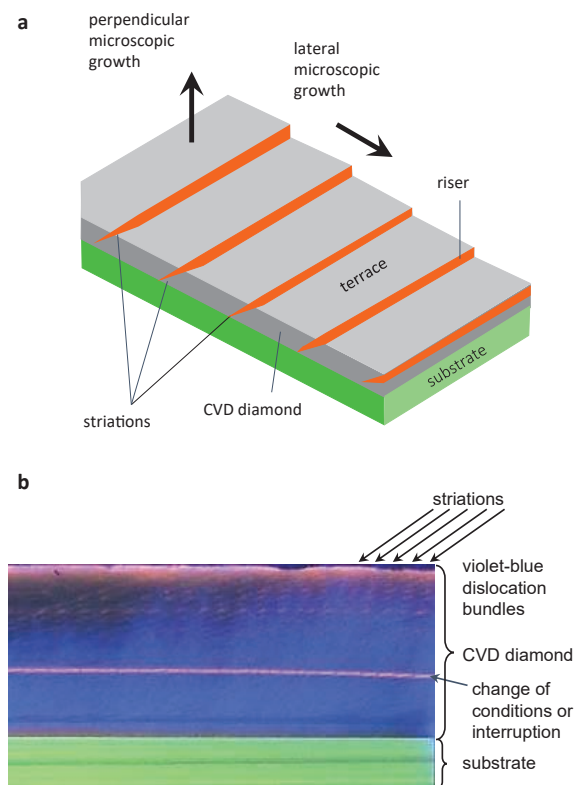 a
perpendicular
microscopic
growth
lateral
microscopic
growth
riser
terrace
substrate
CVD diamond
striations
b
striations
violet-blue
dislocation
bundles
CVD diamond
change of
conditions or
interruption
substrate